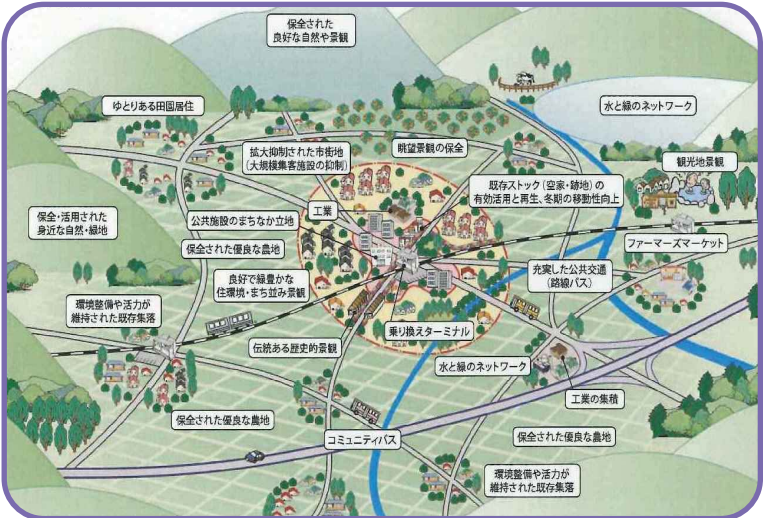 保全された
良好な自然や景観
ゆとりある田園居住
水と緑のネットワーク
拡大抑制された市街地
(大規模集客施設の抑制)
眺望景観の保全
観光地景観
既存ストック(空家・跡地)の
有効活用と再生、冬期の移動性向上
保全・活用された
身近な自然・緑地
工業
公共施設のまちなか立地
ファーマーズマーケット
保全された優良な農地
良好で緑豊かな
住環境・まち並み景観
充実した公共交通
(路線バス)
環境整備や活力が
維持された既存集落
乗り換えターミナル
伝統ある歴史的景観
水と緑のネットワーク
工業の集積
保全された優良な農地
コミュニティバス
保全された優良な農地
環境整備や活力が
維持された既存集落